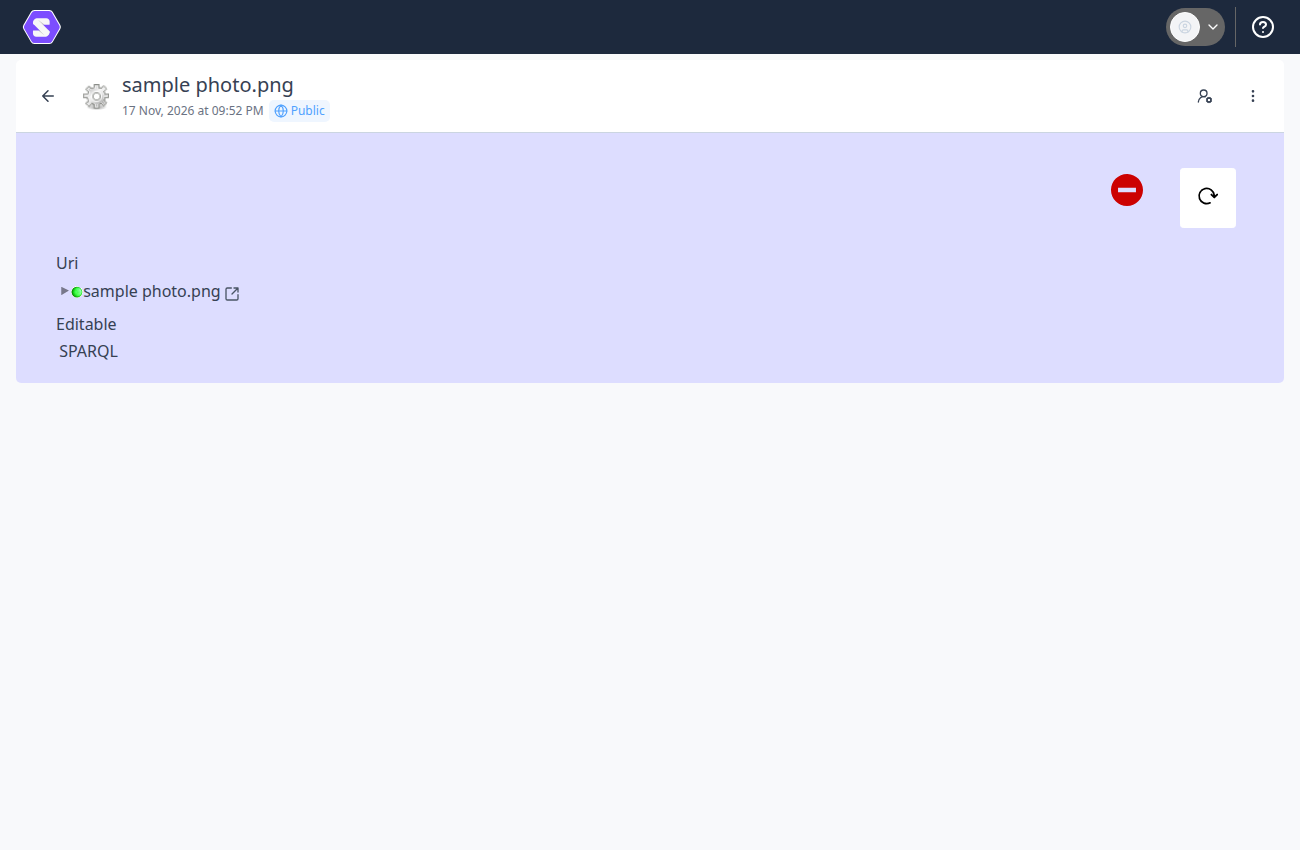 sample photo.png
17 Nov, 2026 at 09:52 PM Public
Uri
sample photo.png
Editable
SPARQL